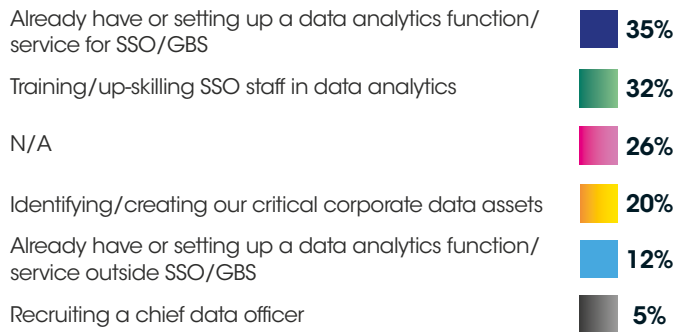 Already have or setting up a data analytics function/
service for SSO/GBS
35%
Training/up-skilling SSO staff in data analytics
32%
N/A
26%
Identifying/creating our critical corporate data assets
20%
Already have or setting up a data analytics function/
service outside SSO/GBS
12%
Recruiting a chief data officer
5%